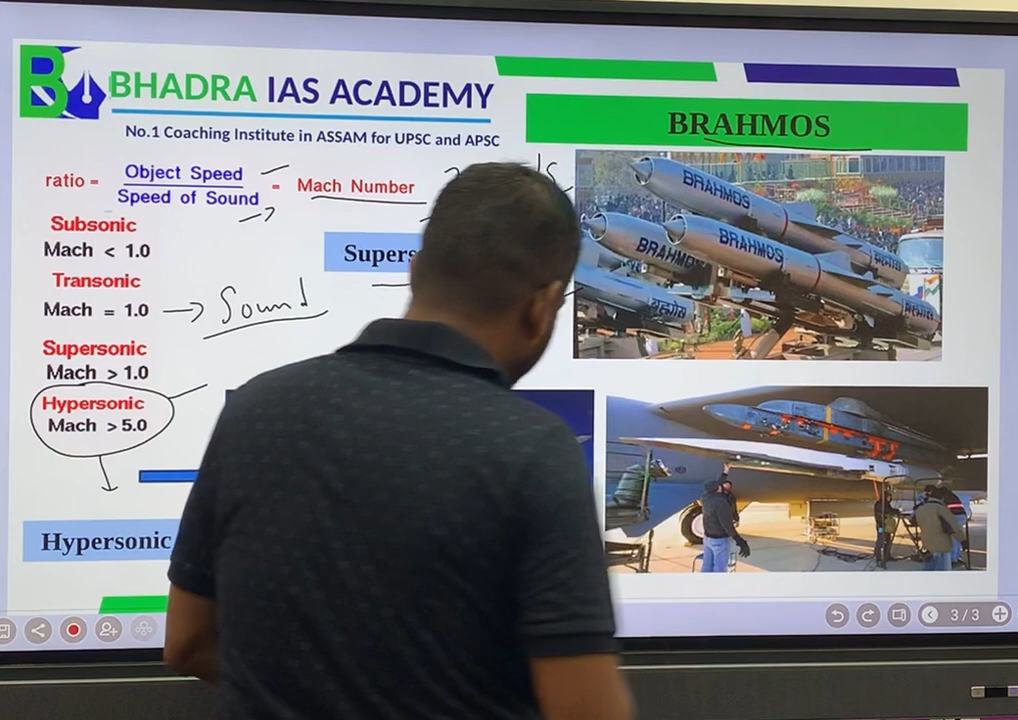 BHADRA IAS ACADEMY
No.1 Coaching Institute in ASSAM for UPSC and APSC
BRAHMOS
ratio = Object Speed
Speed of Sound
= Mach Number
Subsonic
Mach < 1.0
Transonic
Mach = 1.0 → Sound
Supersonic
Mach > 1.0
Hypersonic
Mach > 5.0
Supers
Hypersonic
BRAHMOS
BRAHMOS
BRAHMOS
ब्रह्मोस
3/3